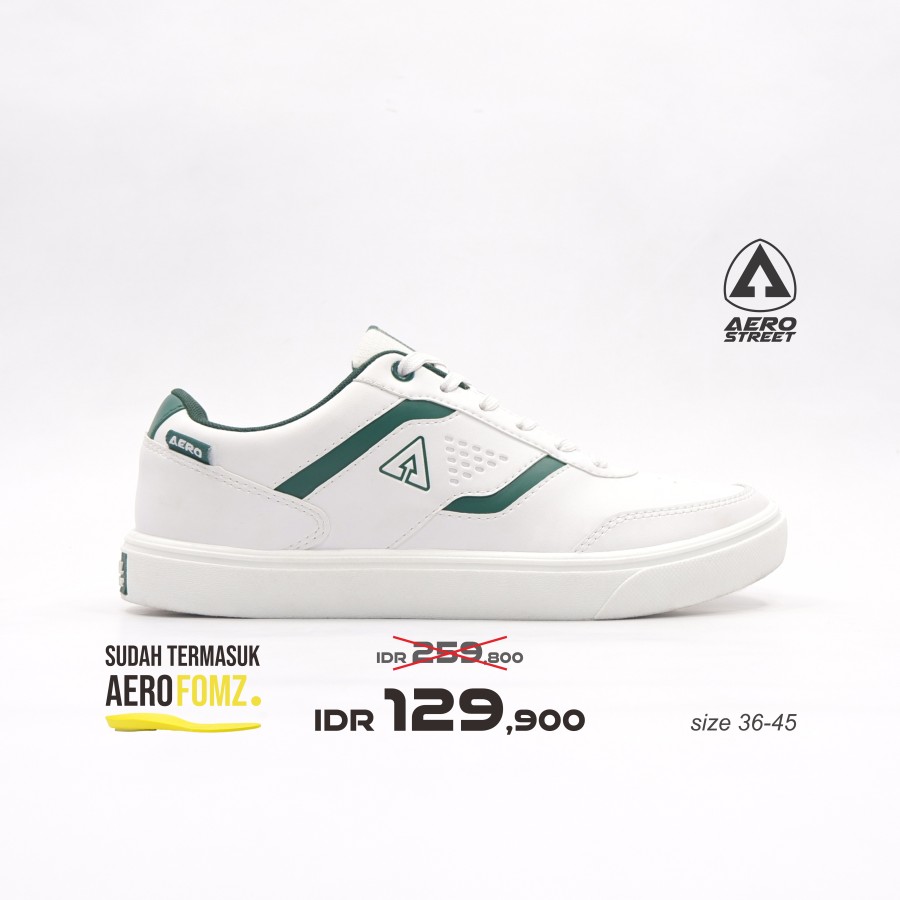 AERO
STREET
AERO
SUDAH TERMASUK
AEROFOMZ.
IDR 259.800
IDR 129,900
size 36-45